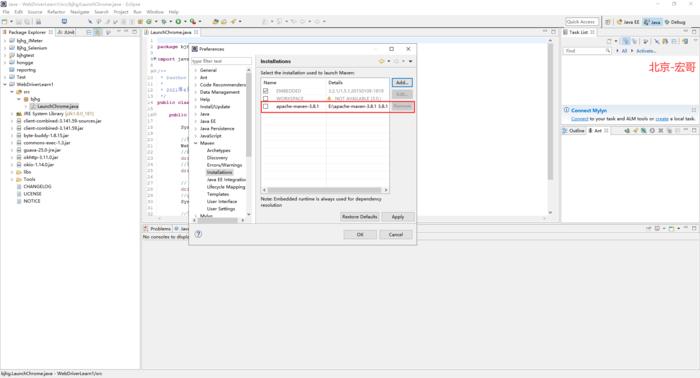 Java - WebDriverLearn1/src/bjhg/LaunchChrome.java - Eclipse
File Edit Source Refactor Navigate Search Project Run Window Help
Quick Access
Java EE Java Debug
Package Explorer JUnit
bjhg_JMeter
bjhg_Selenium
bjhgtest
hongge
reporting
Test
WebDriverLearn1
src
bjhg
LaunchChrome.java
JRE System Library [jdk1.8.0_181]
client-combined-3.141.59-sources.jar
client-combined-3.141.59.jar
byte-buddy-1.8.15.jar
commons-exec-1.3.jar
guava-25.0-jre.jar
okhttp-3.11.0.jar
okio-1.14.0.jar
libs
Tools
CHANGELOG
LICENSE
NOTICE
LaunchChrome.java
package bj
import jav
/**
* @author
public class
publi
Preferences
type filter text
General
Ant
Code Recommenders
Data Management
Help
Install/Update
Java
Java EE
Java Persistence
JavaScript
Maven
Archetypes
Discovery
Errors/Warnings
Installations
Java EE Integration
Lifecycle Mapping
Templates
User Interface
User Settings
Mylyn
Installations
Select the installation used to launch Maven:
Name Details
EMBEDDED 3.2.1/1.5.1.20150109-1819
WORKSPACE NOT AVAILABLE [3.0,)
apache-maven-3.8.1 E:\apache-maven-3.8.1 3.8.1
Add...
Edit...
Remove
Note: Embedded runtime is always used for dependency
resolution
Restore Defaults Apply
OK Cancel
Task List
Find All Activate...
北京-宏哥
Connect Mylyn
Connect to your task and ALM tools or create a local task.
Outline Ant
Problems
No consoles to displa
bjhg.LaunchChrome.java - WebDriverLearn1/src